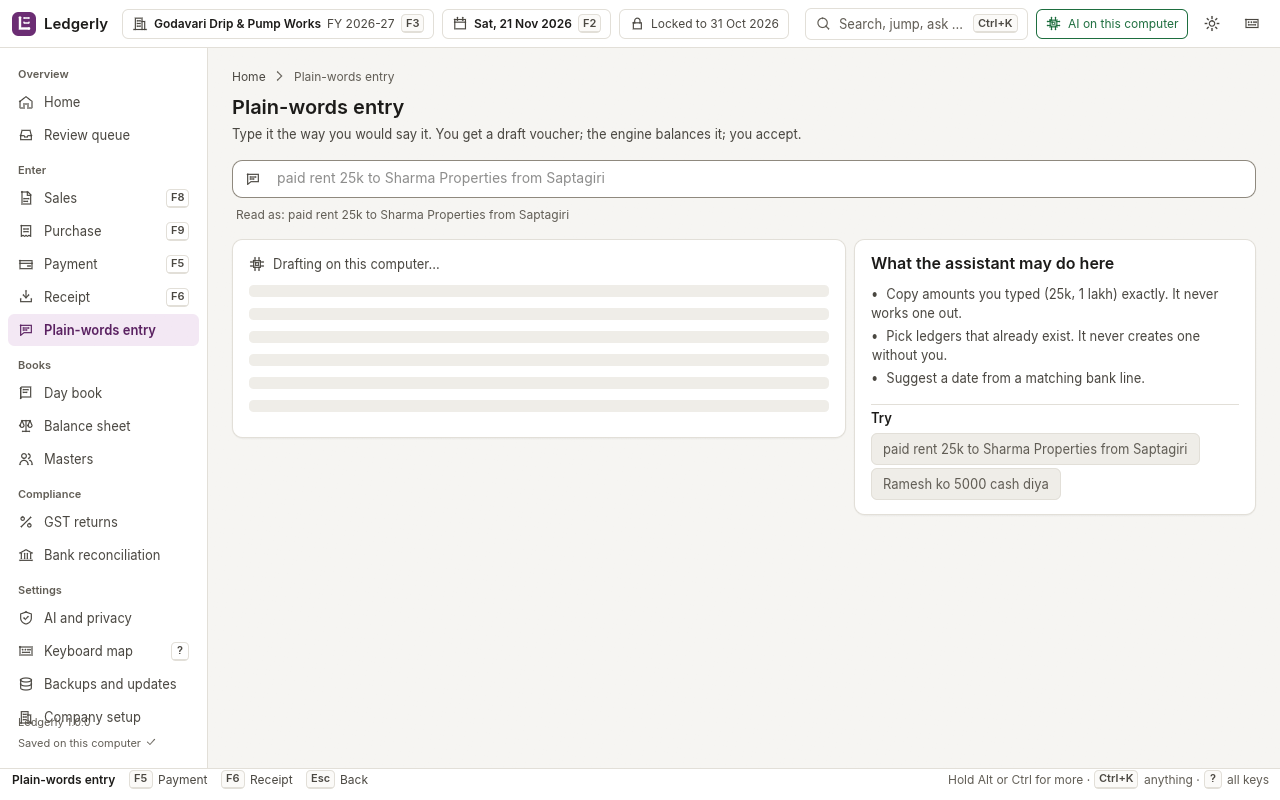 Ledgerly
Godavari Drip & Pump Works FY 2026-27 F3
Sat, 21 Nov 2026 F2
Locked to 31 Oct 2026
Search, jump, ask ... Ctrl+K
AI on this computer
Overview
Home
Review queue
Enter
Sales F8
Purchase F9
Payment F5
Receipt F6
Plain-words entry
Books
Day book
Balance sheet
Masters
Compliance
GST returns
Bank reconciliation
Settings
AI and privacy
Keyboard map ?
Backups and updates
Company setup
Ledgerly 1.0.0
Saved on this computer
Home > Plain-words entry
Plain-words entry
Type it the way you would say it. You get a draft voucher; the engine balances it; you accept.
paid rent 25k to Sharma Properties from Saptagiri
Read as: paid rent 25k to Sharma Properties from Saptagiri
Drafting on this computer...
What the assistant may do here
• Copy amounts you typed (25k, 1 lakh) exactly. It never
works one out.
• Pick ledgers that already exist. It never creates one
without you.
• Suggest a date from a matching bank line.
Try
paid rent 25k to Sharma Properties from Saptagiri
Ramesh ko 5000 cash diya
Plain-words entry F5 Payment F6 Receipt Esc Back
Hold Alt or Ctrl for more · Ctrl+K anything · ? all keys